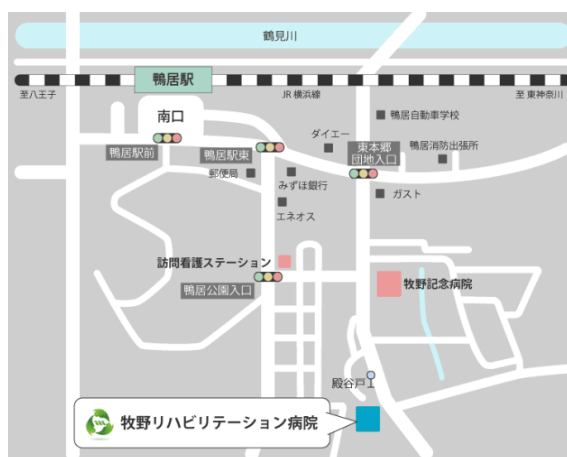 鶴見川
鴨居駅
至八王子
JR 横浜線
至 東神奈川
南口
鴨居自動車学校
ダイエー
東本郷
団地入口
鴨居消防出張所
鴨居駅前
鴨居駅東
郵便局
みずほ銀行
ガスト
エネオス
訪問看護ステーション
鴨居公園入口
牧野記念病院
殿谷戸
牧野リハビリテーション病院